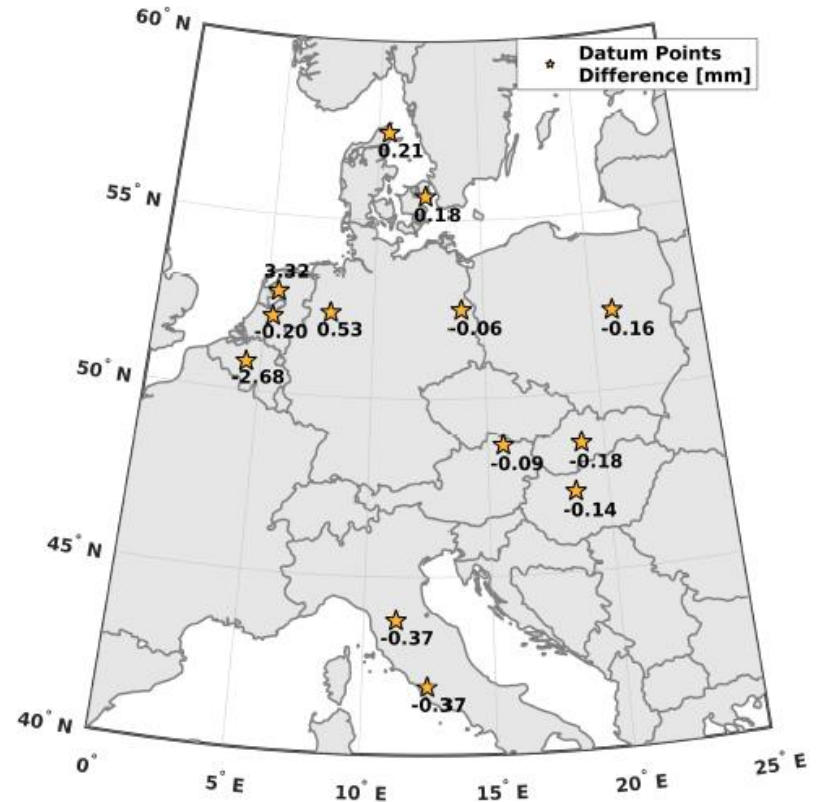 60° N
Datum Points
Difference [mm]
0.21
55° N
0.18
3.32
-0.20
0.53
-0.06
-0.16
50° N
-2.68
-0.09
-0.18
-0.14
45° N
-0.37
-0.37
40° N
0°
5° E
10° E
15° E
20° E
25° E